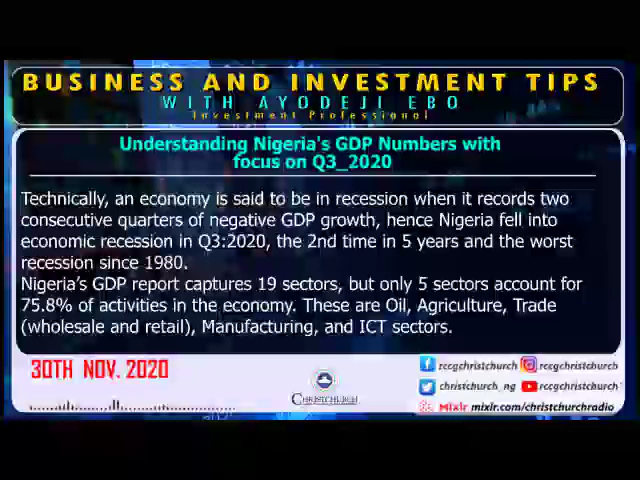 BUSINESS AND INVESTMENT TIPS
WITH AYODEJI EBO
Investment Professional
Understanding Nigeria's GDP Numbers with
focus on Q3_2020
Technically, an economy is said to be in recession when it records two
consecutive quarters of negative GDP growth, hence Nigeria fell into
economic recession in Q3:2020, the 2nd time in 5 years and the worst
recession since 1980.
Nigeria's GDP report captures 19 sectors, but only 5 sectors account for
75.8% of activities in the economy. These are Oil, Agriculture, Trade
(wholesale and retail), Manufacturing, and ICT sectors.
30TH NOV. 2020
CHRISTCHURCH
rccgchristchurch rccgchristchurch
christchurch_ng rccgchristchurch
Mixlr mixlr.com/christchurchradio